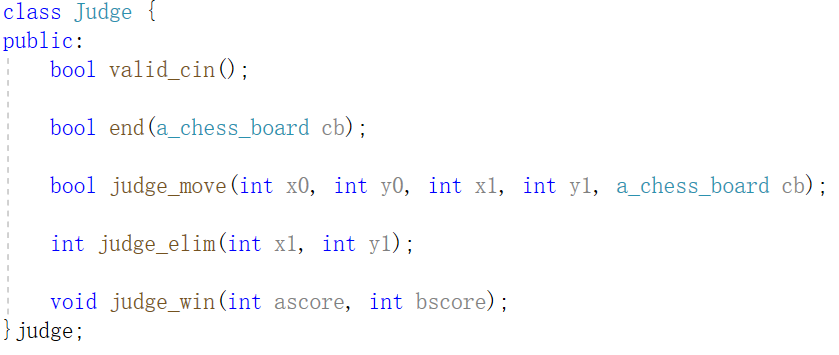 class Judge {
public:
bool valid_cin();
bool end(a_chess_board cb);
bool judge_move(int x0, int y0, int x1, int y1, a_chess_board cb);
int judge_elim(int x1, int y1);
void judge_win(int ascore, int bscore);
}judge;